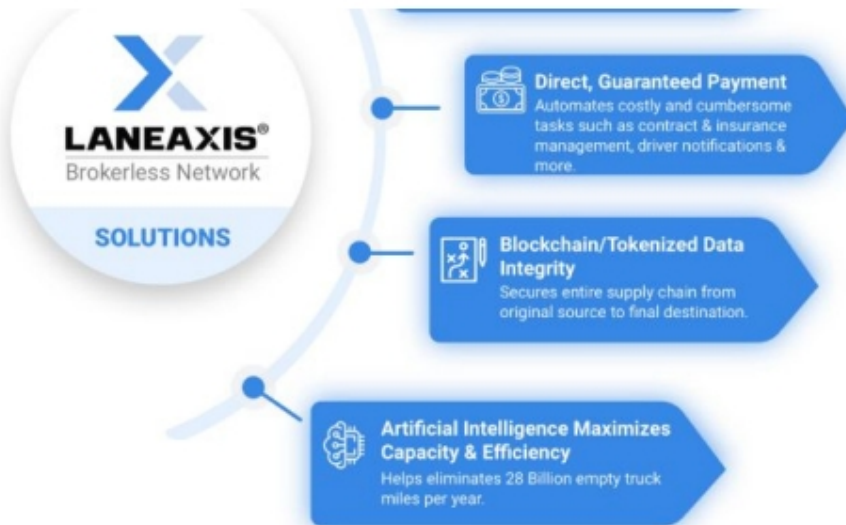 LANEAXIS®
Brokerless Network
SOLUTIONS
Direct, Guaranteed Payment
Automates costly and cumbersome
tasks such as contract & insurance
management, driver notifications &
more.
Blockchain/Tokenized Data
Integrity
Secures entire supply chain from
original source to final destination.
Artificial Intelligence Maximizes
Capacity & Efficiency
Helps eliminates 28 Billion empty truck
miles per year.